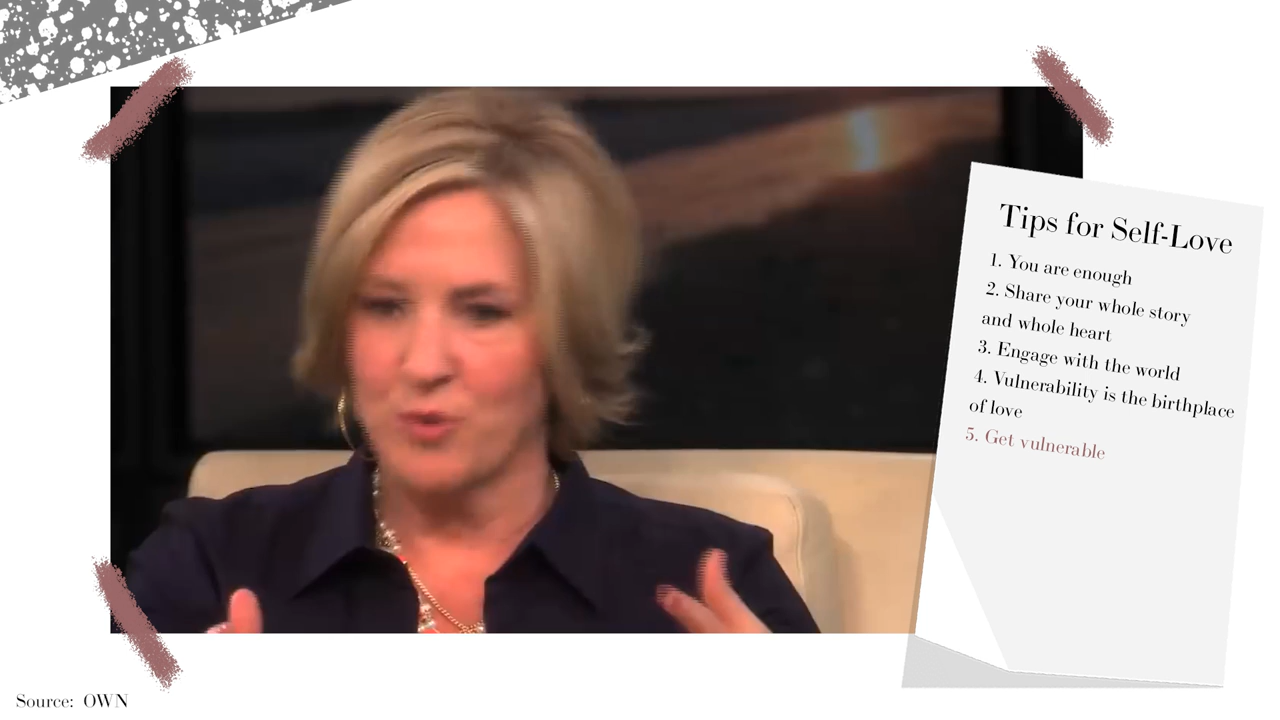 Tips for Self-Love
1. You are enough
2. Share your whole story
and whole heart
3. Engage with the world
4. Vulnerability is the birthplace
of love
5. Get vulnerable
Source: OWN